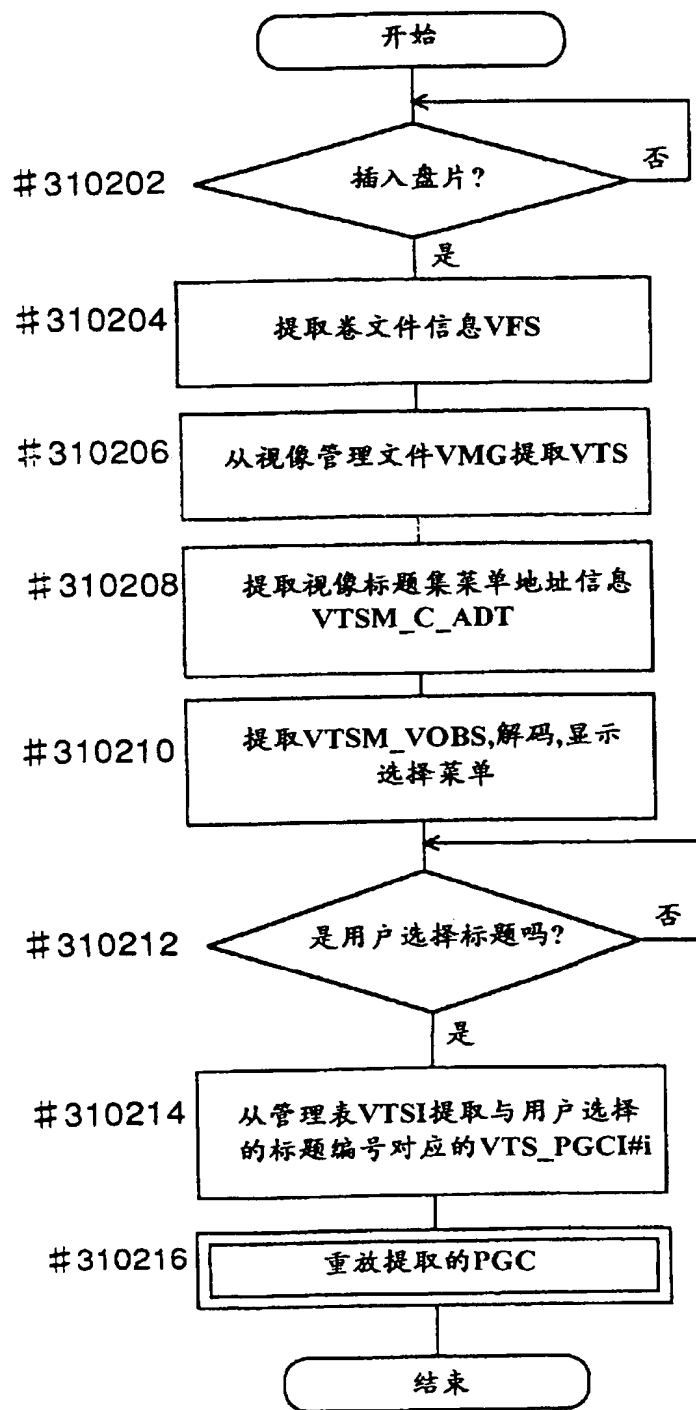 开始
否
#310202
插入盘片?
是
#310204
提取卷文件信息VFS
#310206
从视像管理文件VMG提取VTS
#310208
提取视像标题集菜单地址信息
VTSM_C_ADT
#310210
提取VTSM_VOBS,解码,显示
选择菜单
否
#310212
是用户选择标题吗?
是
#310214
从管理表VTSI提取与用户选择
的标题编号对应的VTS_PGCI#i
#310216
重放提取的PGC
结束